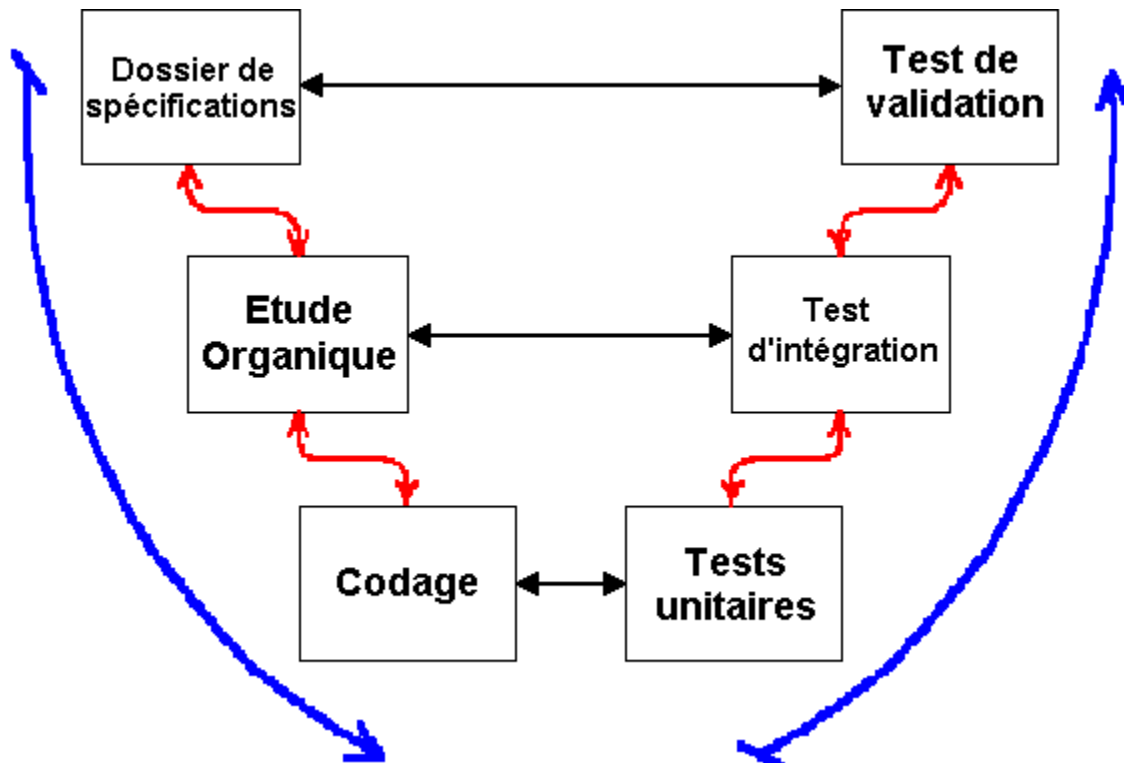 Dossier de
spécifications
Test de
validation
Etude
Organique
Test
d'intégration
Codage
Tests
unitaires